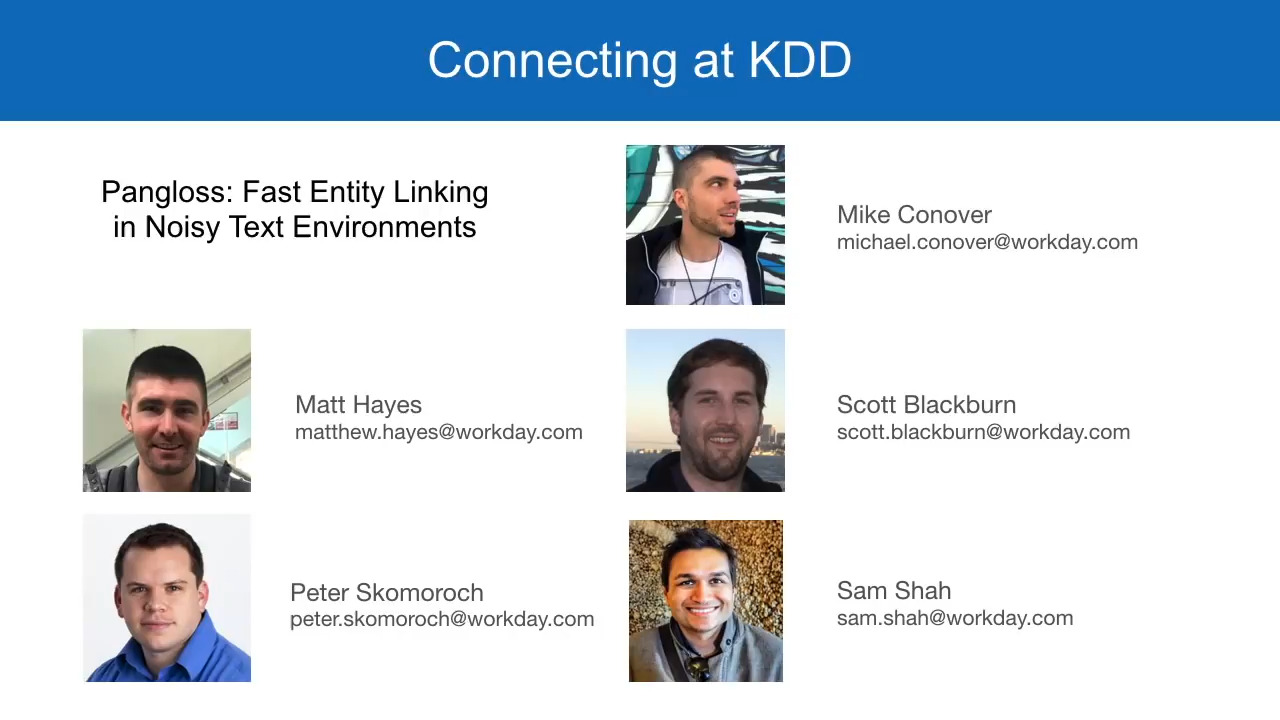 Connecting at KDD
Pangloss: Fast Entity Linking
in Noisy Text Environments
Mike Conover
michael.conover@workday.com
Matt Hayes
matthew.hayes@workday.com
Scott Blackburn
scott.blackburn@workday.com
Peter Skomoroch
peter.skomoroch@workday.com
Sam Shah
sam.shah@workday.com